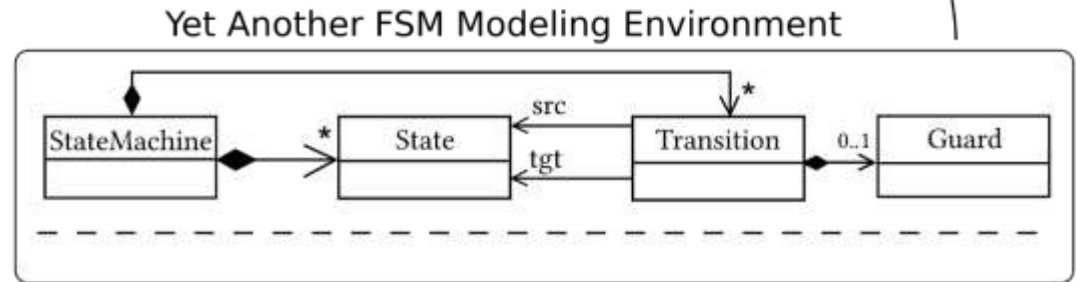 Yet Another FSM Modeling Environment
*
src
StateMachine
*
State
tgt
Transition
0..1
Guard